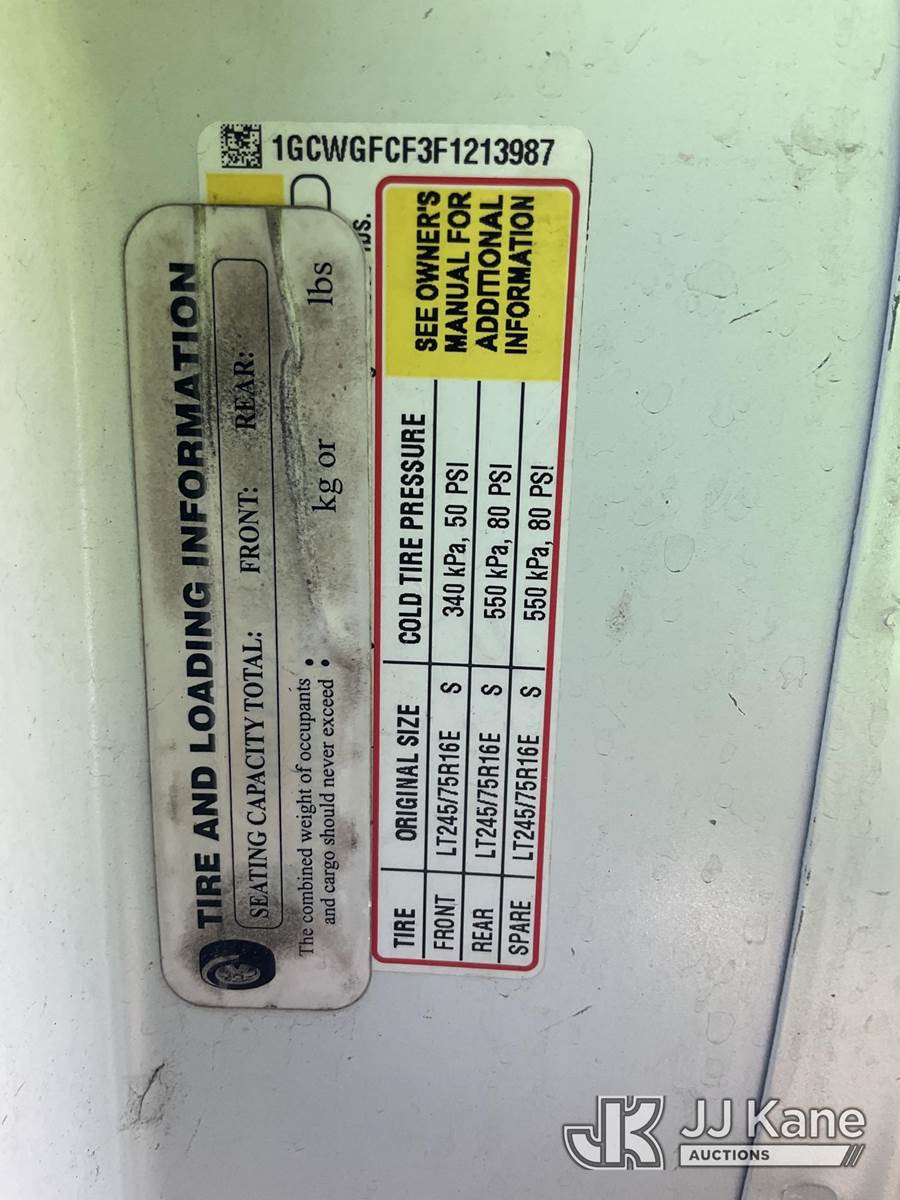 1GCWGFCF3F1213987
TIRE AND LOADING INFORMATION
SEATING CAPACITY TOTAL: FRONT: REAR:
The combined weight of occupants
and cargo should never exceed : kg or lbs
TIRE ORIGINAL SIZE COLD TIRE PRESSURE
FRONT LT245/75R16E S 340 kPa, 50 PSI
REAR LT245/75R16E S 550 kPa, 80 PSI
SPARE LT245/75R16E S 550 kPa, 80 PSI
SEE OWNER'S
MANUAL FOR
ADDITIONAL
INFORMATION
JK JJ Kane
AUCTIONS